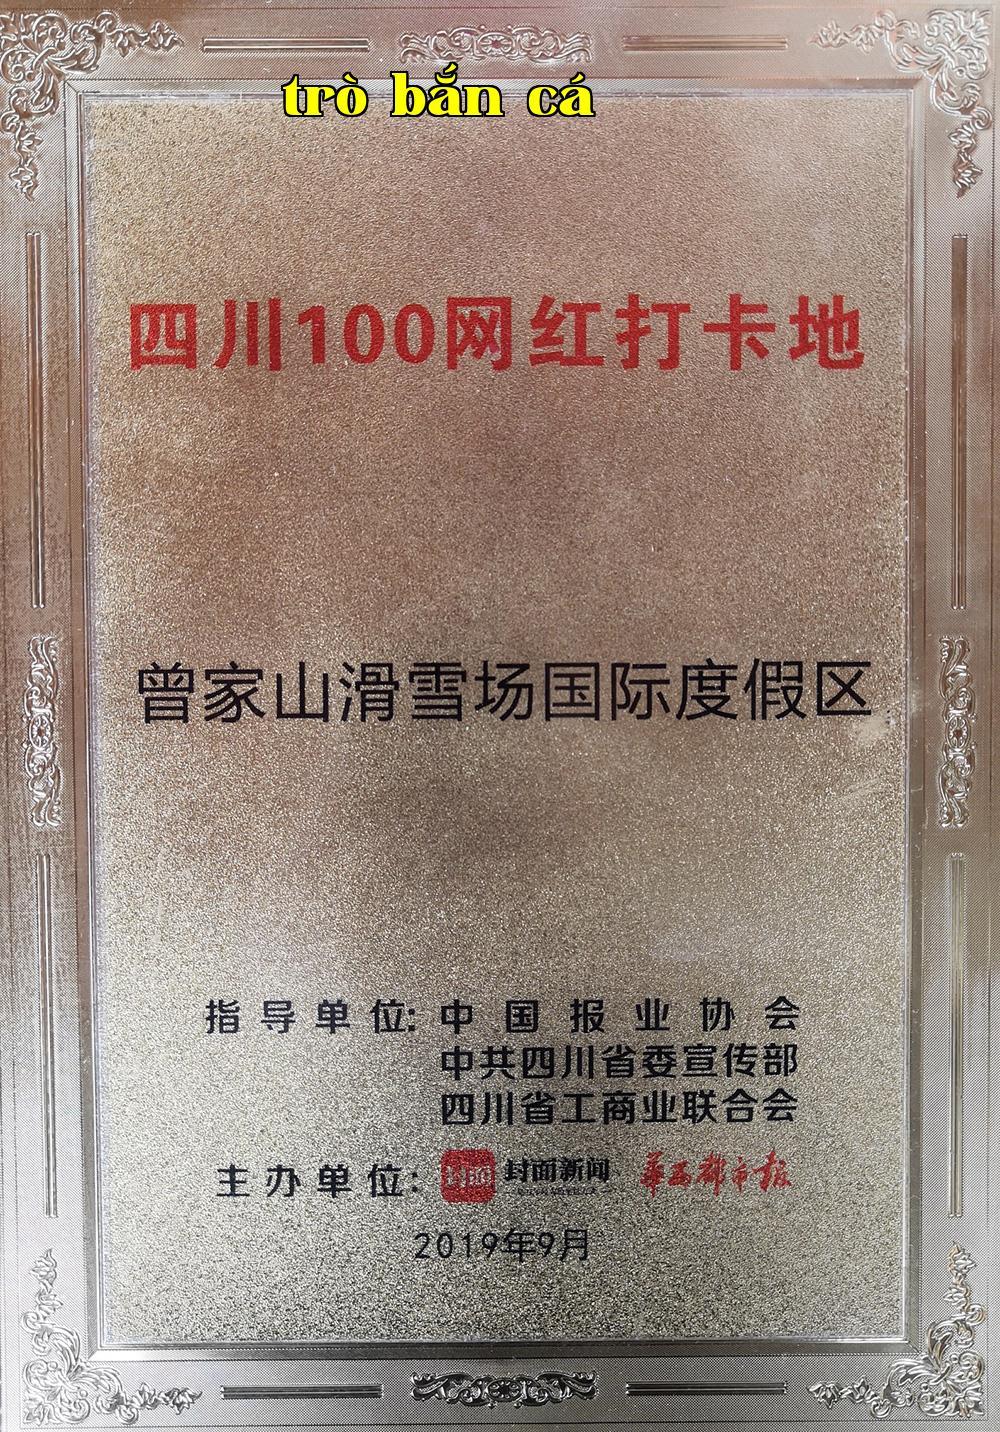 trò bắn cá
四川100网红打卡地
曾家山滑雪场国际度假区
指导单位:中国报业协会
中共四川省委宣传部
四川省工商业联合会
主办单位:封面 封面新闻 华西都市报
2019年9月